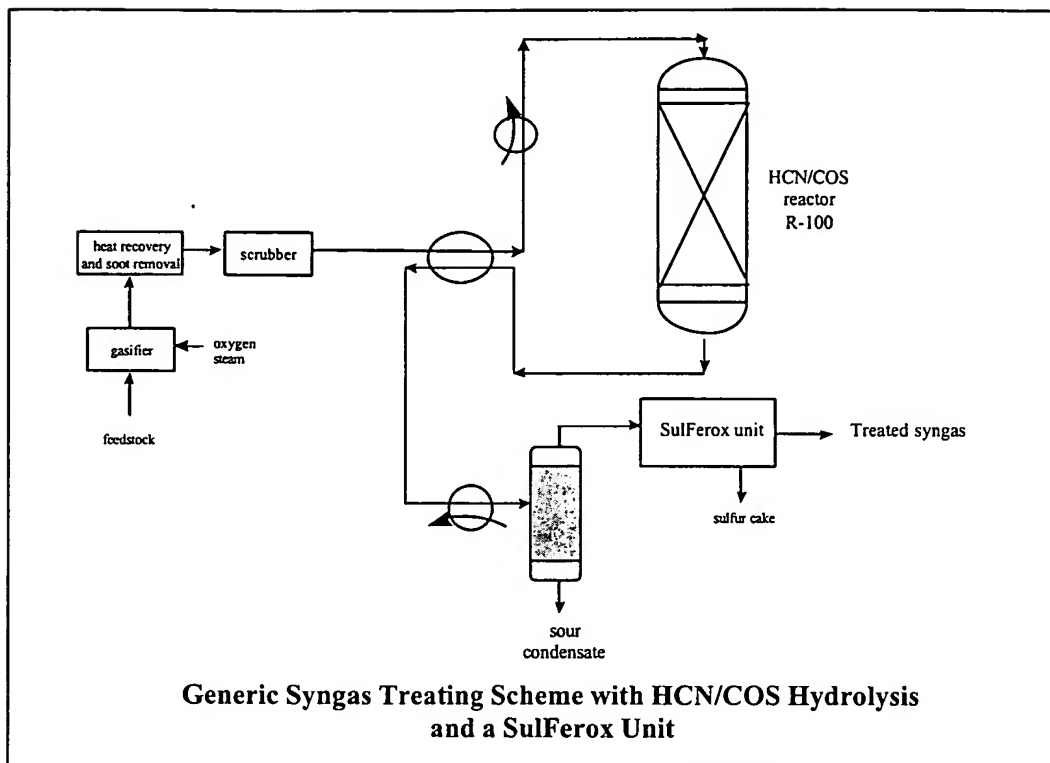 HCN/COS
reactor
R-100
heat recovery
and soot removal
scrubber
gasifier
oxygen
steam
feedstock
SulFerox unit
Treated syngas
sulfur cake
sour
condensate
Generic Syngas Treating Scheme with HCN/COS Hydrolysis
and a SulFerox Unit